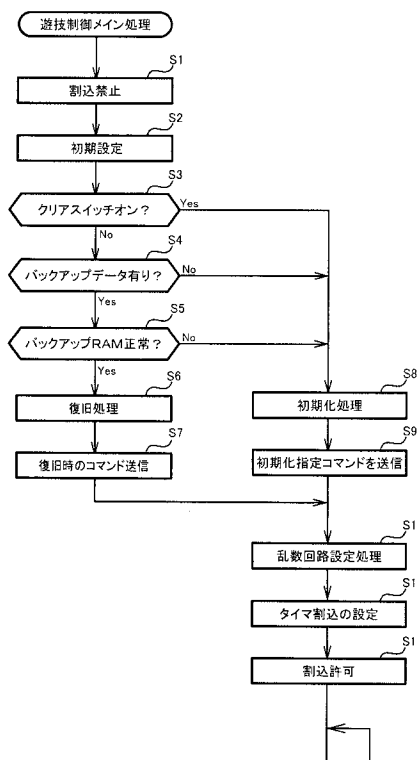 遊技制御メイン処理
S1
割込禁止
S2
初期設定
S3
クリアスイッチオン?
Yes
No
S4
バックアップデータ有り?
No
Yes
S5
バックアップRAM正常?
No
Yes
S6
復旧処理
S7
復旧時のコマンド送信
S8
初期化処理
S9
初期化指定コマンドを送信
S1
乱数回路設定処理
S1
タイマ割込の設定
S1
割込許可